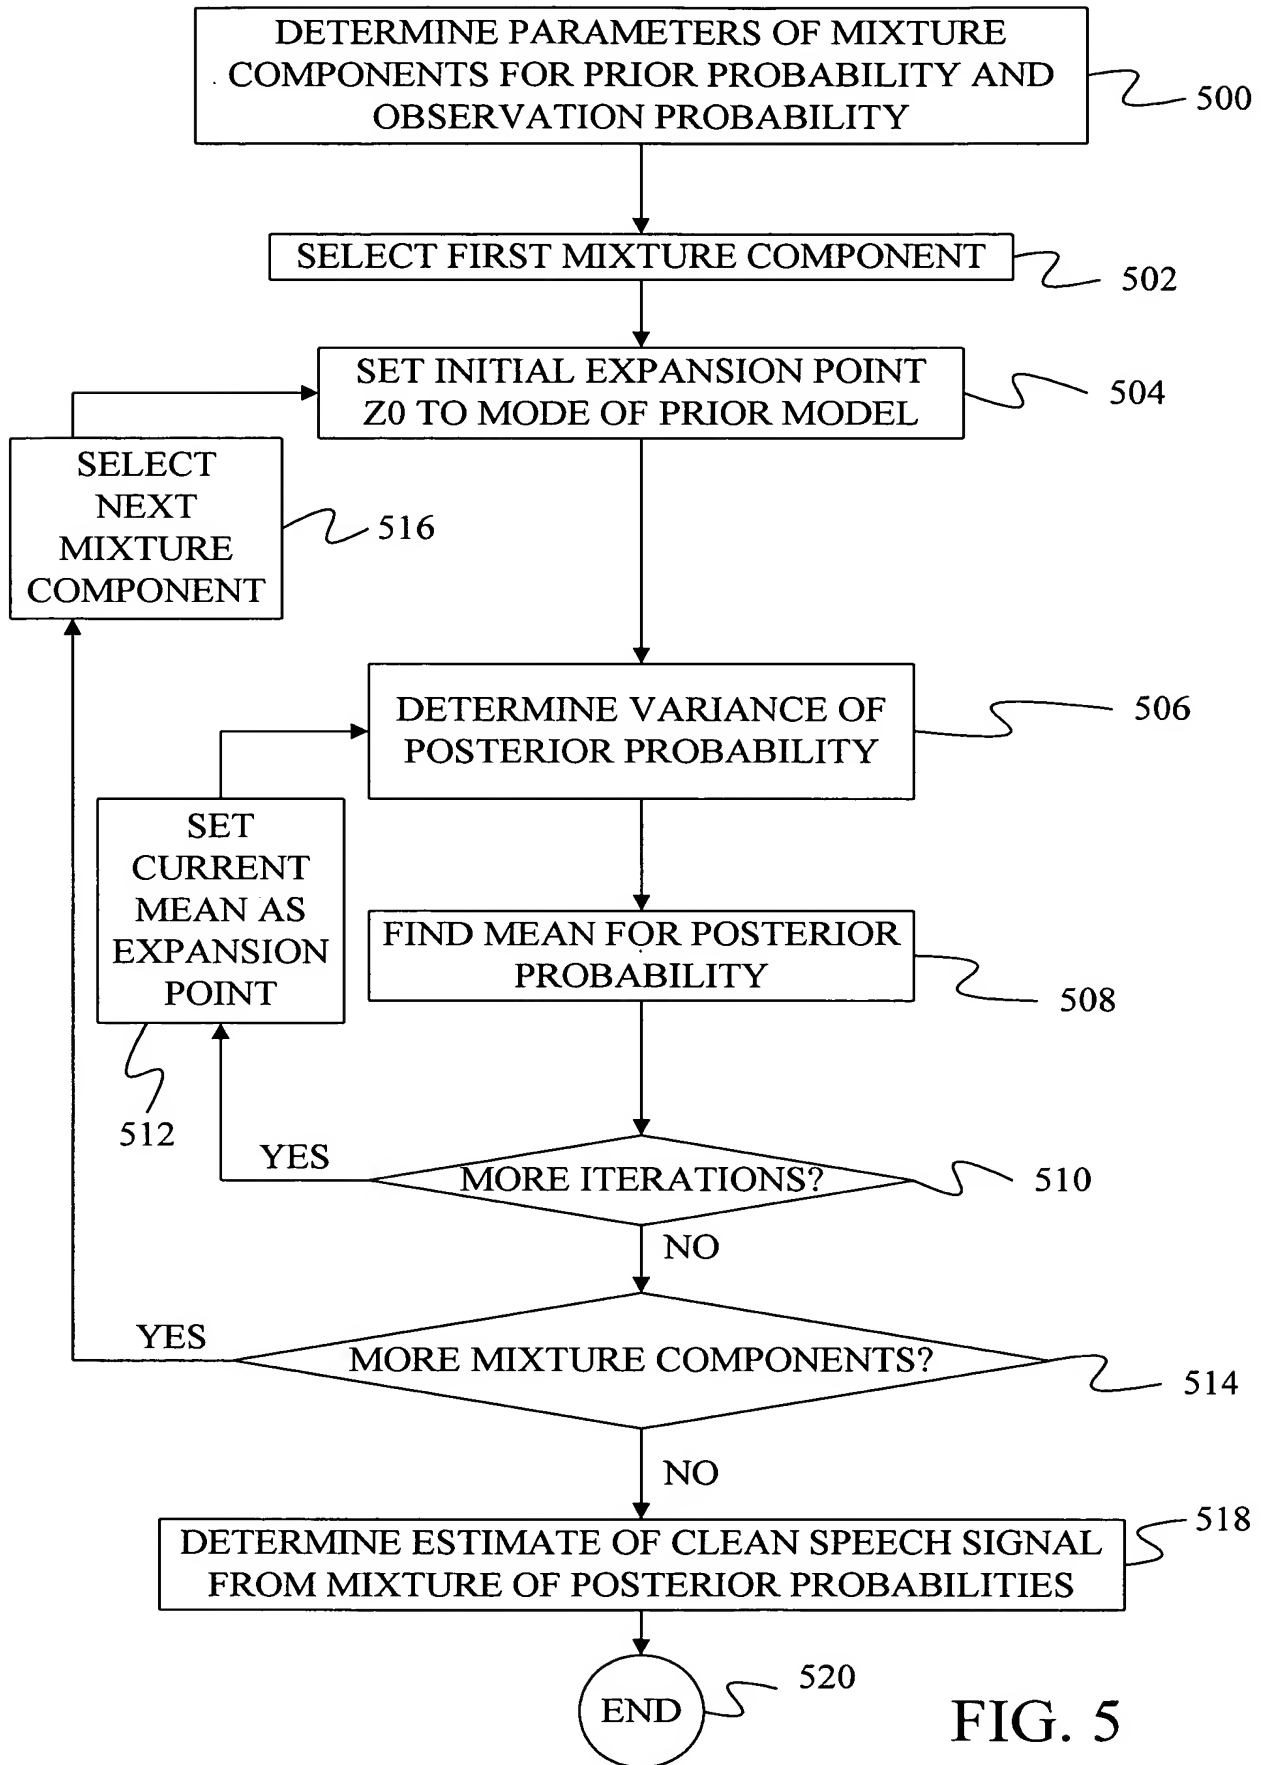 DETERMINE PARAMETERS OF MIXTURE
COMPONENTS FOR PRIOR PROBABILITY AND
OBSERVATION PROBABILITY
500
SELECT FIRST MIXTURE COMPONENT
502
SET INITIAL EXPANSION POINT
Z0 TO MODE OF PRIOR MODEL
504
SELECT
NEXT
MIXTURE
COMPONENT
516
DETERMINE VARIANCE OF
POSTERIOR PROBABILITY
506
SET
CURRENT
MEAN AS
EXPANSION
POINT
512
FIND MEAN FOR POSTERIOR
PROBABILITY
508
YES
MORE ITERATIONS?
510
NO
YES
MORE MIXTURE COMPONENTS?
514
NO
DETERMINE ESTIMATE OF CLEAN SPEECH SIGNAL
FROM MIXTURE OF POSTERIOR PROBABILITIES
518
END
520
FIG. 5